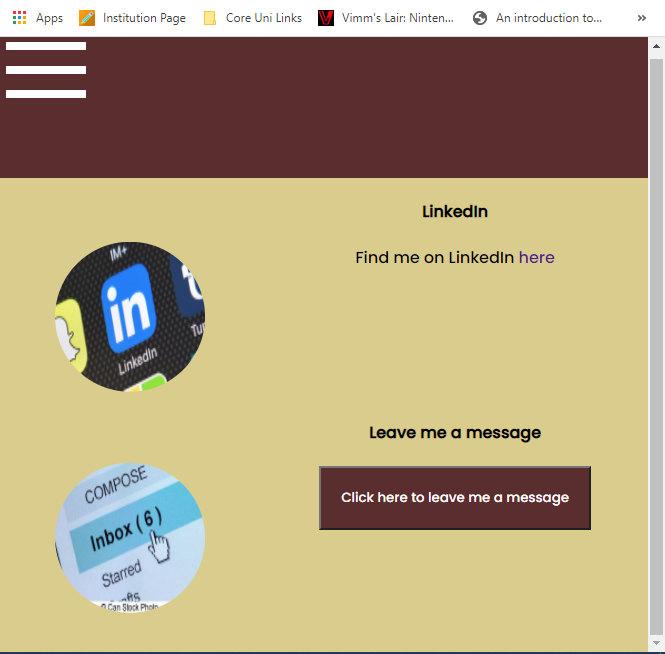 Apps Institution Page Core Uni Links Vimm's Lair: Ninten... An introduction to... »
LinkedIn
Find me on LinkedIn here
IM+
in
LinkedIn
Leave me a message
Click here to leave me a message
COMPOSE
Inbox ( 6 )
Starred
© Can Stock Photo